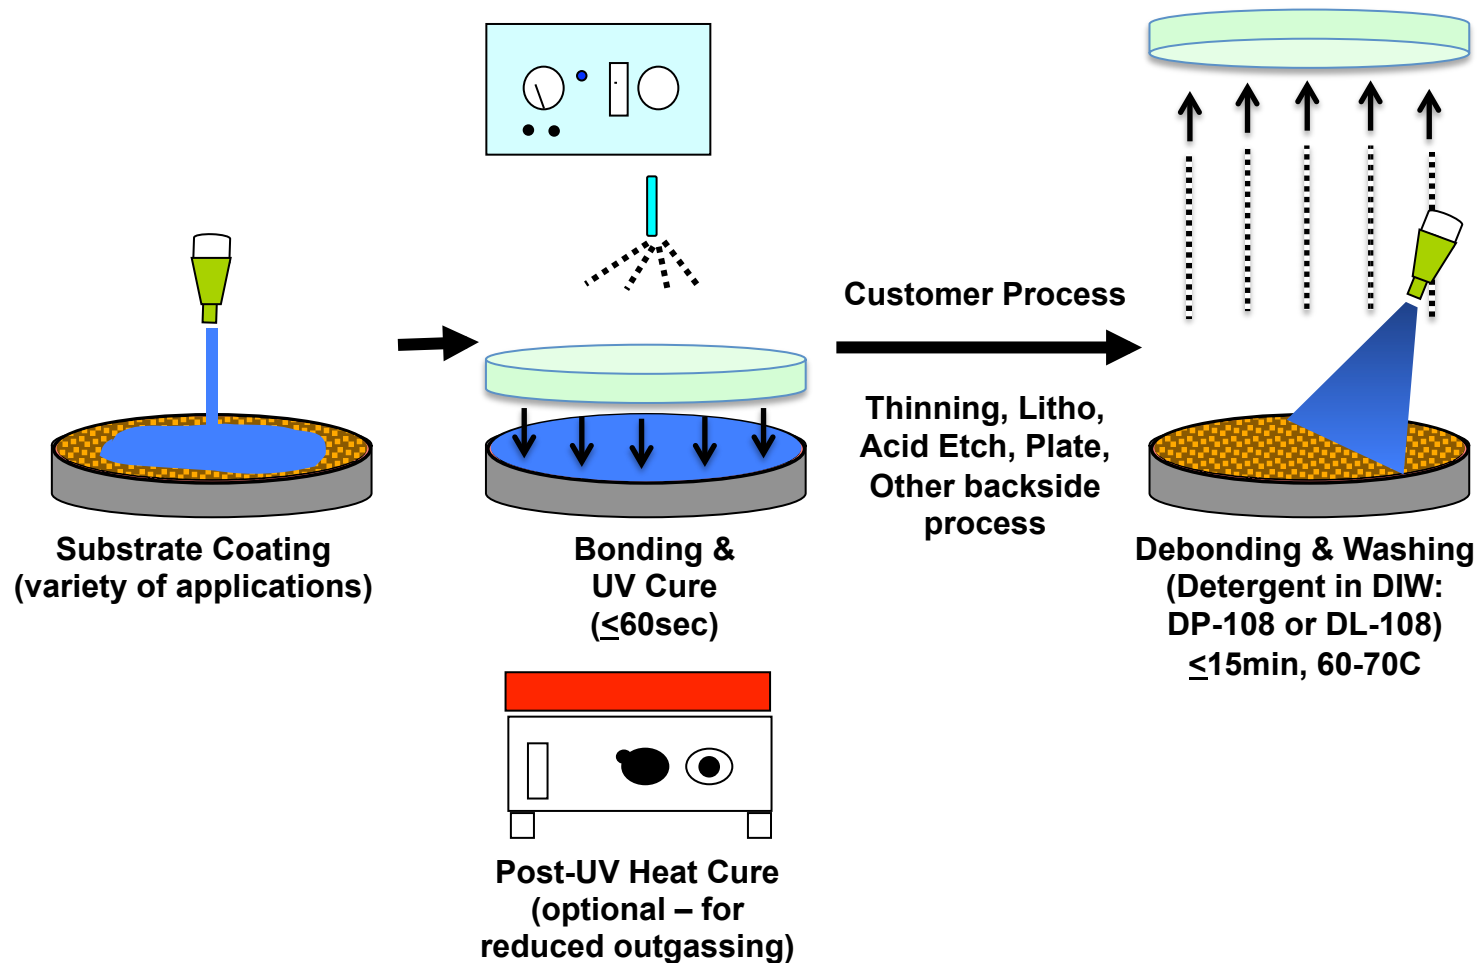 Substrate Coating
(variety of applications)
Bonding &
UV Cure
(≤60sec)
Post-UV Heat Cure
(optional – for
reduced outgassing)
Customer Process
Thinning, Litho,
Acid Etch, Plate,
Other backside
process
Debonding & Washing
(Detergent in DIW:
DP-108 or DL-108)
≤15min, 60-70C